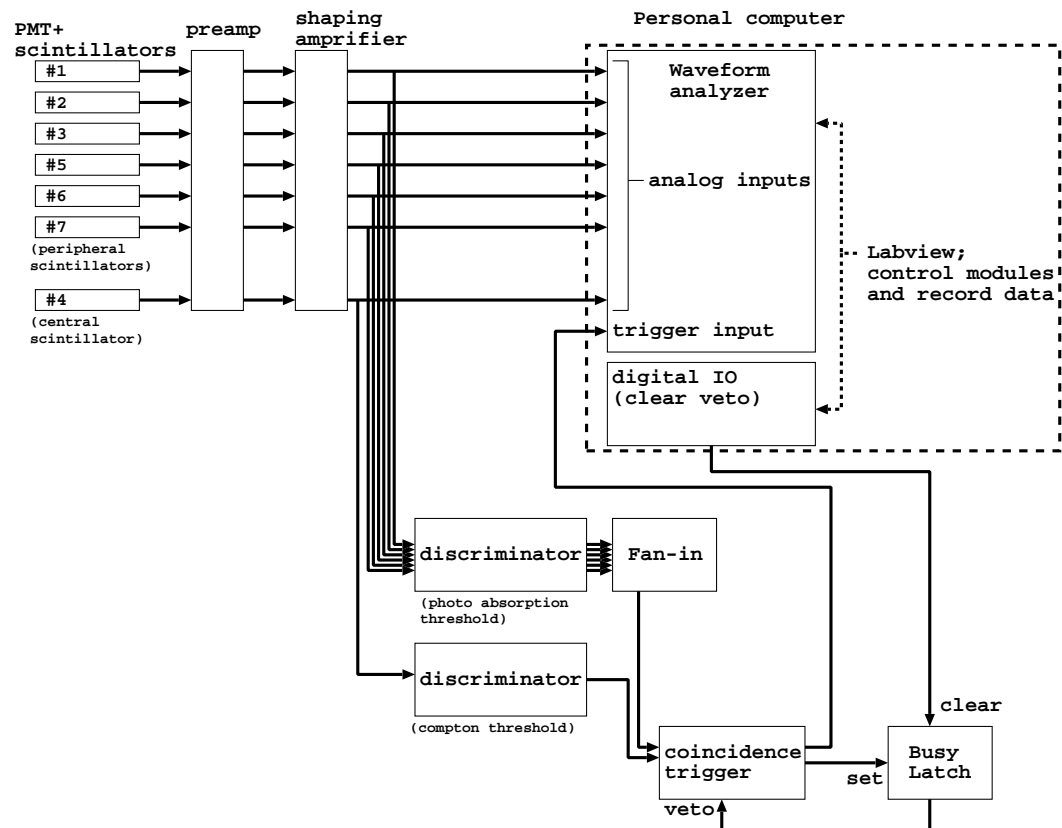 PMT+
scintillators
preamp
shaping
amprifier
Personal computer
#1
#2
#3
#5
#6
#7
(peripheral
scintillators)
#4
(central
scintillator)
Waveform
analyzer
analog inputs
trigger input
Labview;
control modules
and record data
digital IO
(clear veto)
discriminator
Fan-in
(photo absorption
threshold)
discriminator
(compton threshold)
clear
coincidence
trigger
set
Busy
Latch
veto